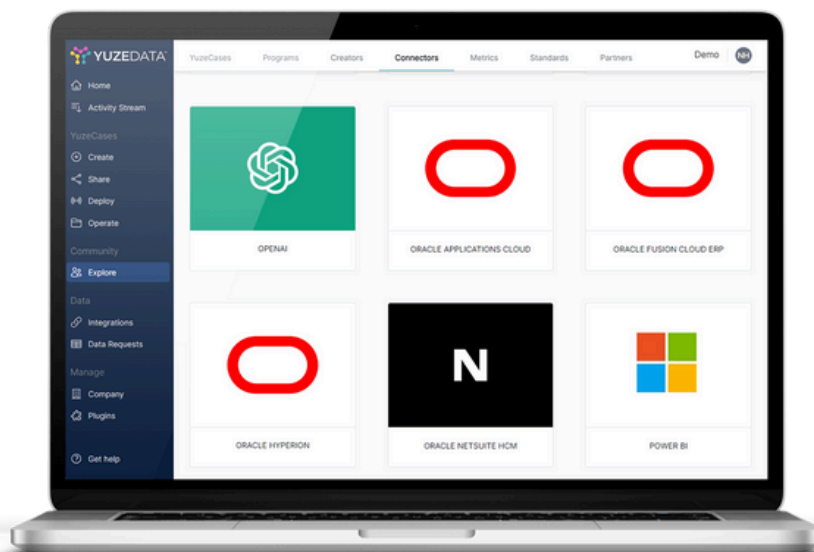 YUZEDATA
YuzeCases
Programs
Creators
Connectors
Metrics
Standards
Partners
Demo
NH
Home
Activity Stream
YuzeCases
Create
Share
Deploy
Operate
Community
Explore
Data
Integrations
Data Requests
Manage
Company
Plugins
Get help
OPENAI
ORACLE APPLICATIONS CLOUD
ORACLE FUSION CLOUD ERP
N
ORACLE HYPERION
ORACLE NETSUITE HCM
POWER BI